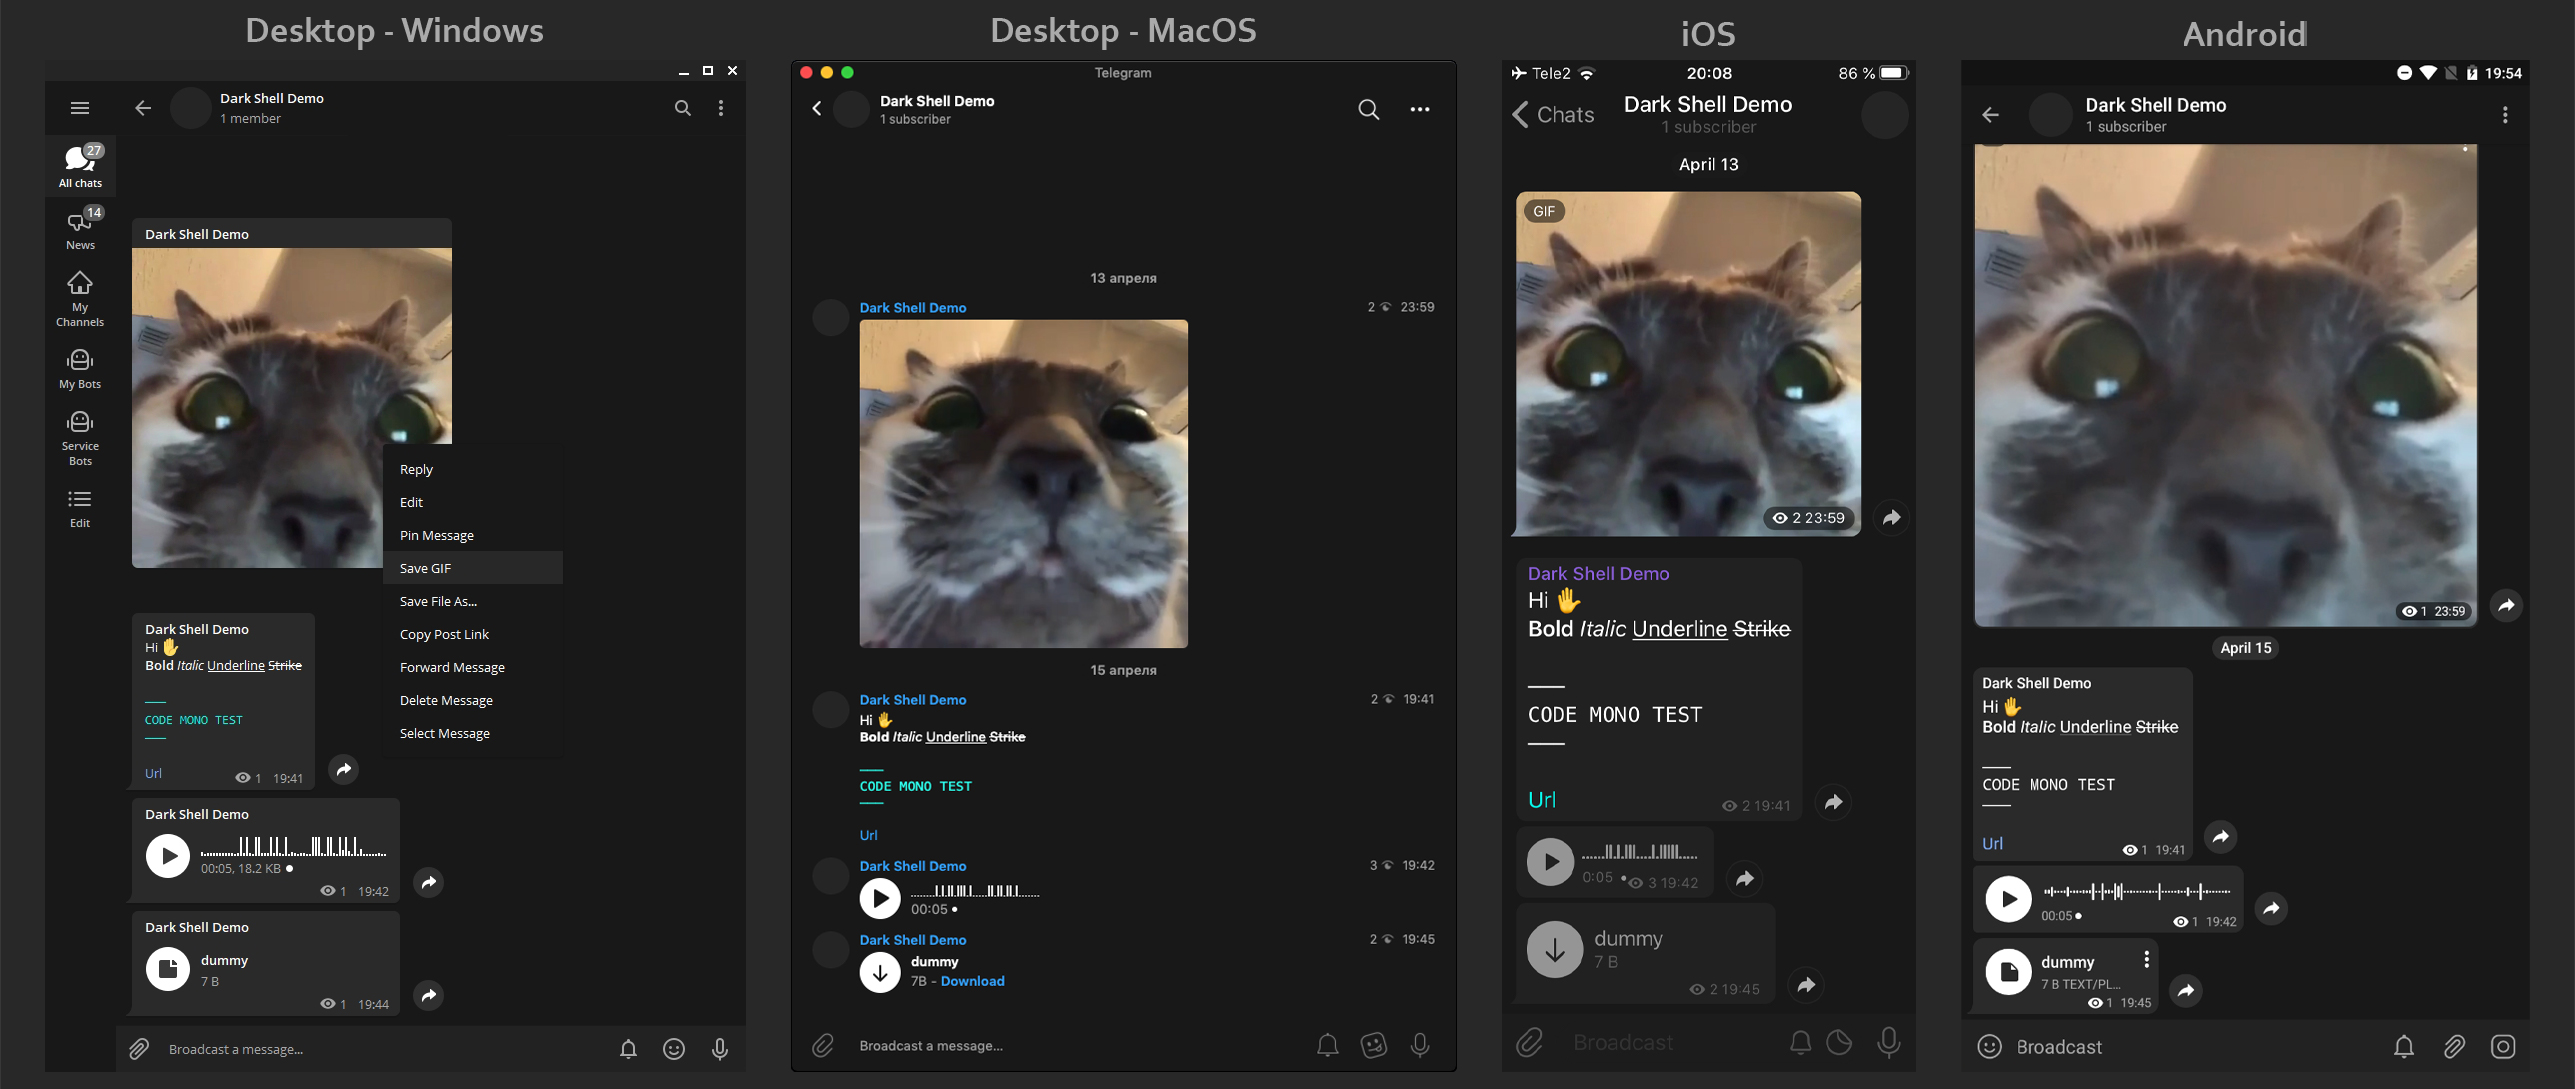 Desktop - Windows
Dark Shell Demo
1 member
27
All chats
14
News
My
Channels
My Bots
Service
Bots
Edit
Dark Shell Demo
Reply
Edit
Pin Message
Save GIF
Save File As...
Copy Post Link
Forward Message
Delete Message
Select Message
Dark Shell Demo
Hi 🖐
Bold Italic Underline Strike
___
CODE MONO TEST
___
Url
1 19:41
Dark Shell Demo
00:05, 18.2 KB
1 19:42
Dark Shell Demo
dummy
7 B
1 19:44
Broadcast a message...
Desktop - MacOS
Telegram
Dark Shell Demo
1 subscriber
13 апреля
Dark Shell Demo
2 23:59
15 апреля
Dark Shell Demo
2 19:41
Hi 🖐
Bold Italic Underline Strike
___
CODE MONO TEST
___
Url
Dark Shell Demo
3 19:42
00:05
Dark Shell Demo
2 19:45
dummy
7B - Download
Broadcast a message...
iOS
Tele2
20:08
86 %
Chats
Dark Shell Demo
1 subscriber
April 13
GIF
2 23:59
Dark Shell Demo
Hi 🖐
Bold Italic Underline Strike
___
CODE MONO TEST
___
Url
2 19:41
0:05
3 19:42
dummy
7 B
2 19:45
Broadcast
Android
19:54
Dark Shell Demo
1 subscriber
1 23:59
April 15
Dark Shell Demo
Hi 🖐
Bold Italic Underline Strike
___
CODE MONO TEST
___
Url
1 19:41
00:05
1 19:42
dummy
7 B TEXT/PL...
1 19:45
Broadcast